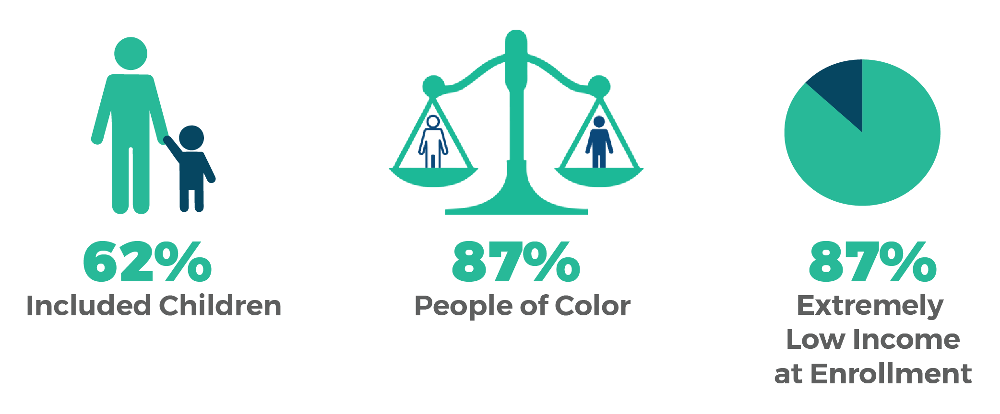 62%
Included Children
87%
People of Color
87%
Extremely
Low Income
at Enrollment